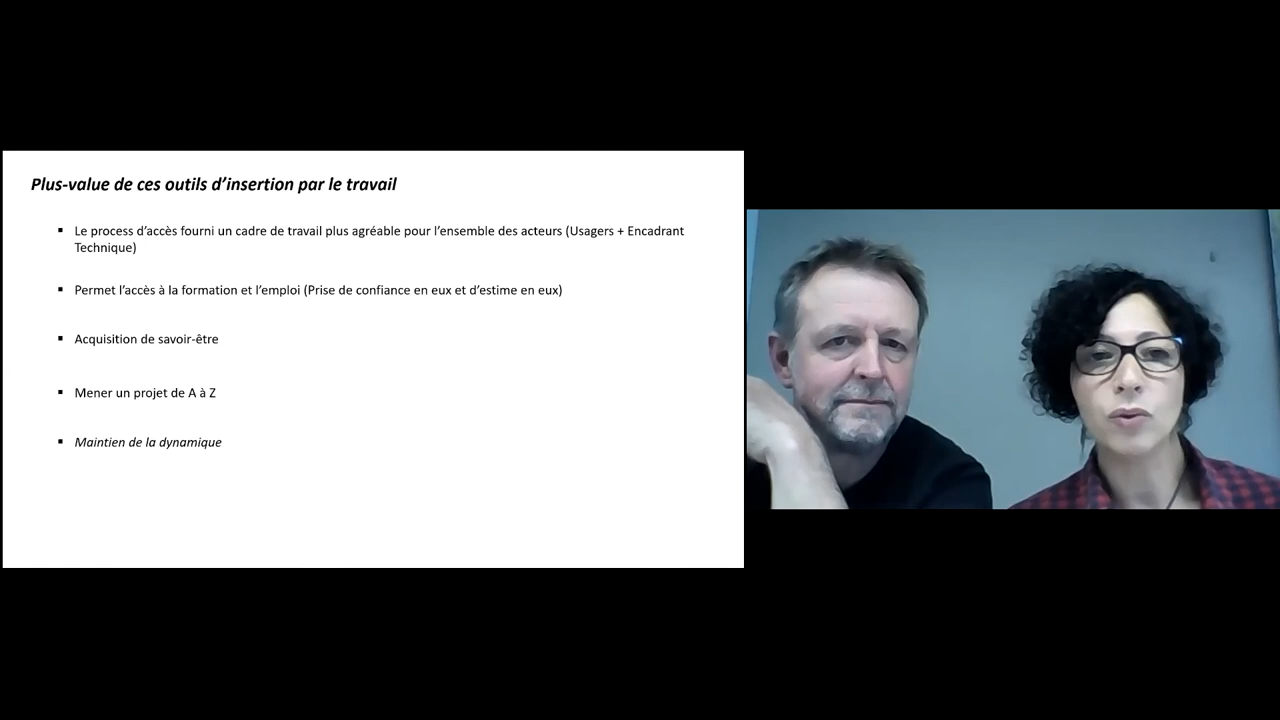 Plus-value de ces outils d’insertion par le travail
▪ Le process d’accès fourni un cadre de travail plus agréable pour l’ensemble des acteurs (Usagers + Encadrant
Technique)
▪ Permet l’accès à la formation et l’emploi (Prise de confiance en eux et d’estime en eux)
▪ Acquisition de savoir-être
▪ Mener un projet de A à Z
▪ Maintien de la dynamique